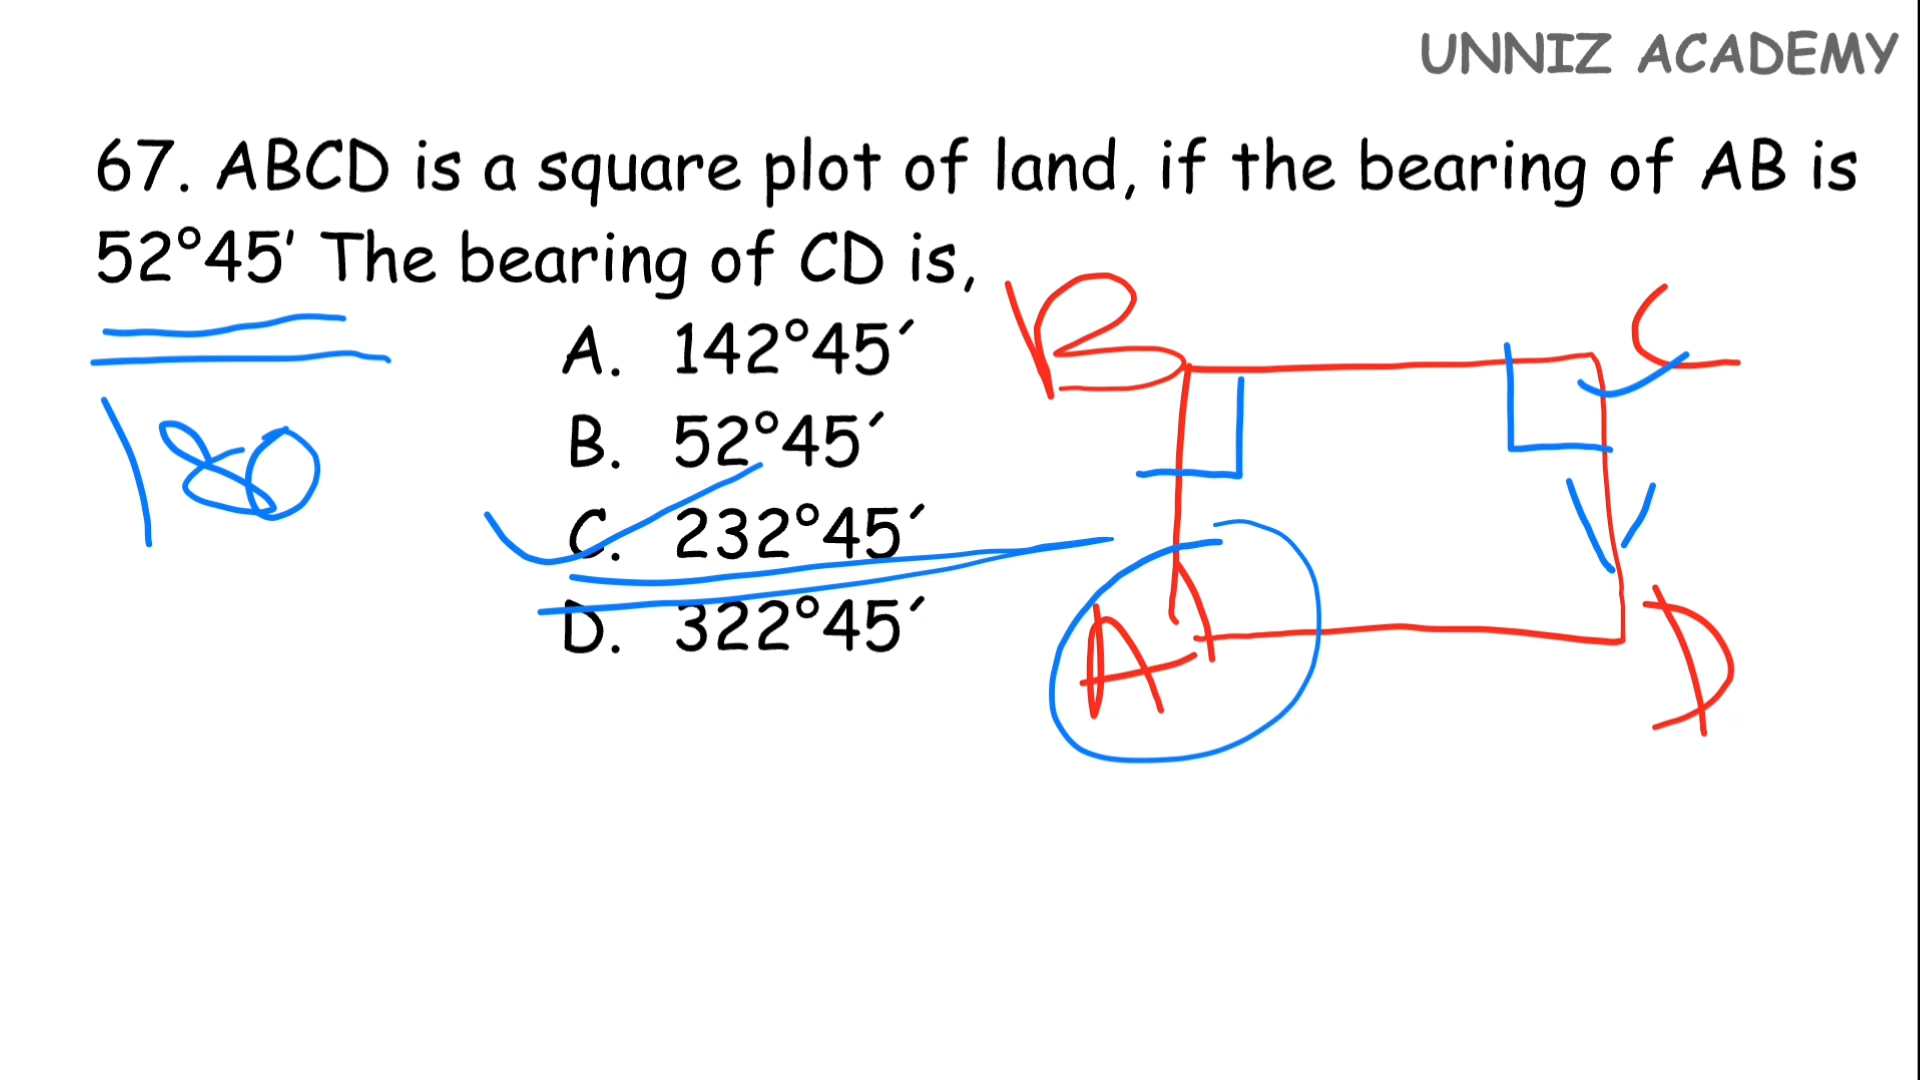 UNNIZ ACADEMY
67. ABCD is a square plot of land, if the bearing of AB is
52°45′ The bearing of CD is,
A. 142°45′
B. 52°45′
C. 232°45′
D. 322°45′
180
B
C
A
D